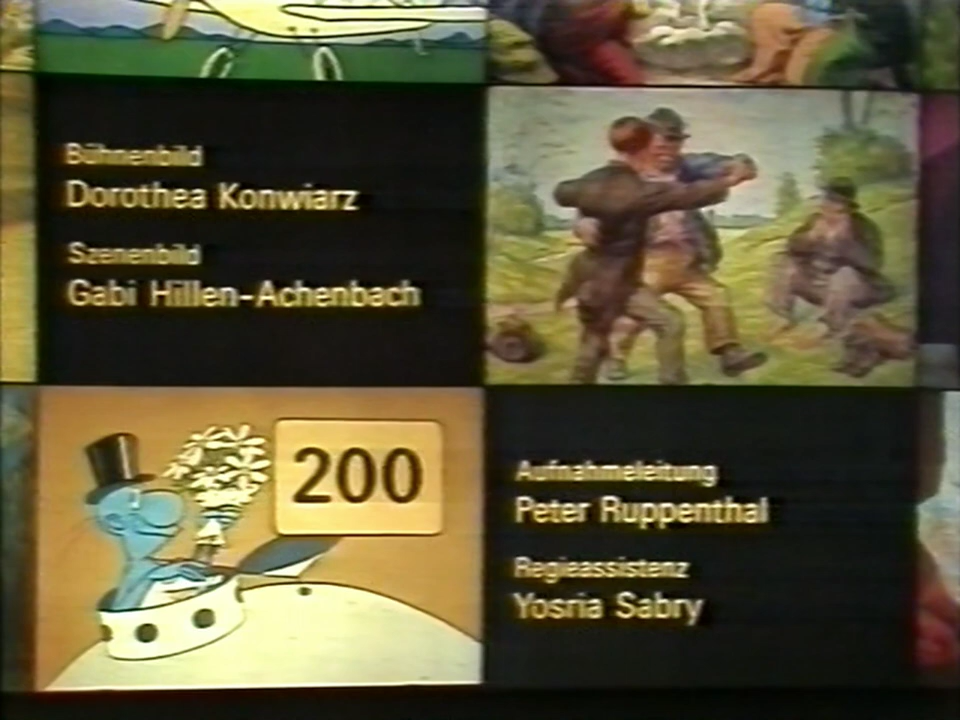 Bühnenbild
Dorothea Konwiarz
Szenenbild
Gabi Hillen-Achenbach
200
Aufnahmeleitung
Peter Ruppenthal
Regieassistenz
Yosria Sabry